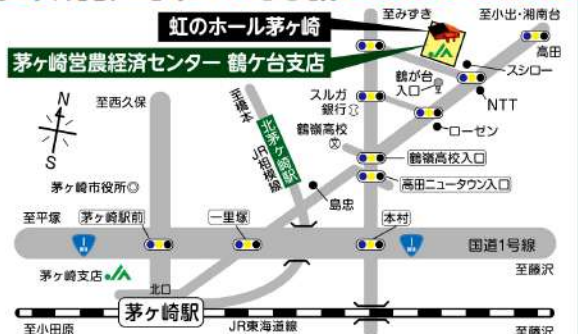 至みずき
至小出・湘南台
虹のホール茅ヶ崎
高田
茅ヶ崎営農経済センター 鶴ケ台支店
スシロー
鶴が台
入口
NTT
N
S
至西久保
至橋本
北茅ヶ崎駅
JR相模線
スルガ
銀行
ローゼン
鶴嶺高校
文
鶴嶺高校入口
高田ニュータウン入口
茅ヶ崎市役所
島忠
至平塚
茅ヶ崎駅前
一里塚
本村
1
1
国道1号線
至藤沢
茅ヶ崎支店
JA
北口
茅ヶ崎駅
至小田原
JR東海道線
至藤沢